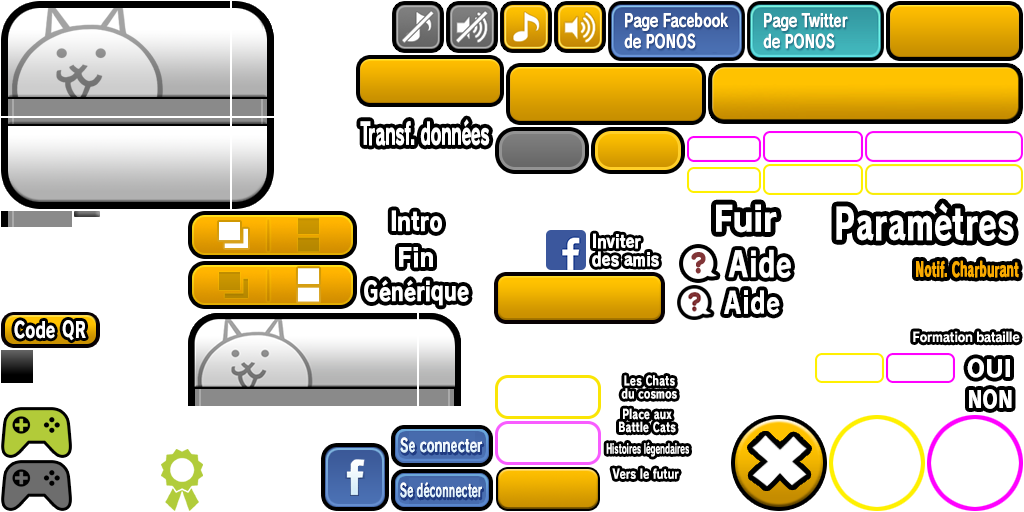 Page Facebook
de PONOS
Page Twitter
de PONOS
Transf. données
Intro
Fin
Générique
Inviter
des amis
Fuir
Aide
Aide
Paramètres
Notif. Charburant
Code QR
Formation bataille
OUI
NON
Les Chats
du cosmos
Place aux
Battle Cats
Histoires légendaires
Vers le futur
Se connecter
Se déconnecter